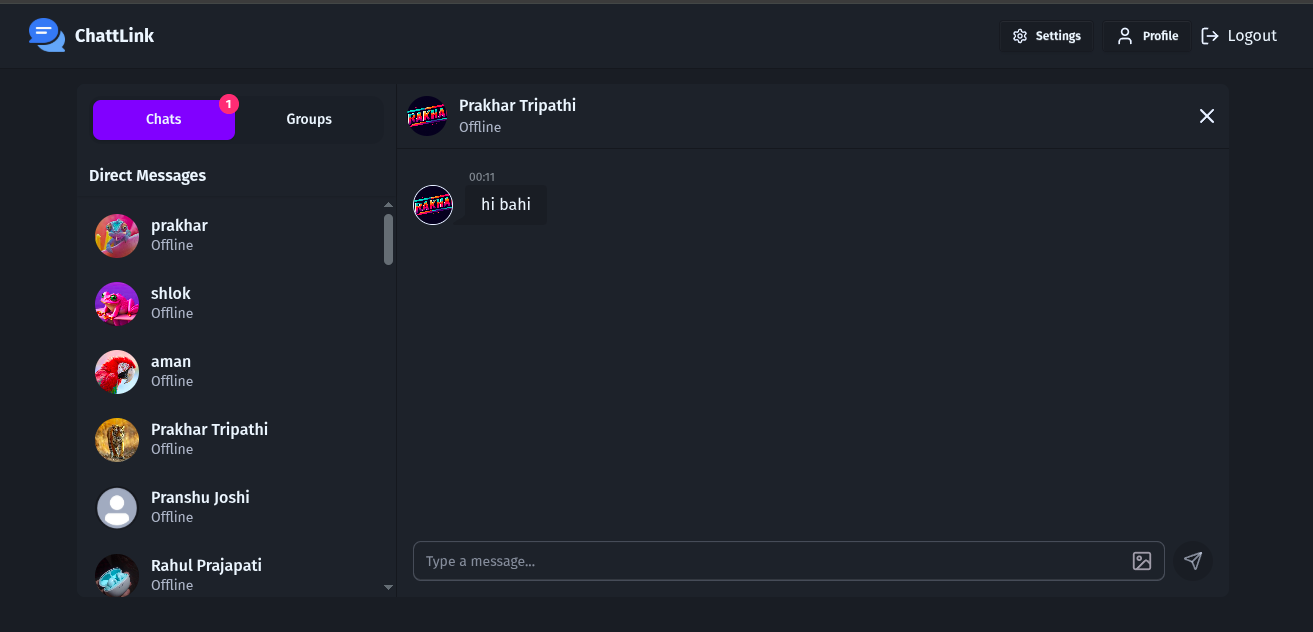 ChattLink
Settings
Profile
Logout
Chats
1
Groups
Direct Messages
prakhar
Offline
shlok
Offline
aman
Offline
Prakhar Tripathi
Offline
Pranshu Joshi
Offline
Rahul Prajapati
Offline
Prakhar Tripathi
Offline
00:11
hi bahi
Type a message...